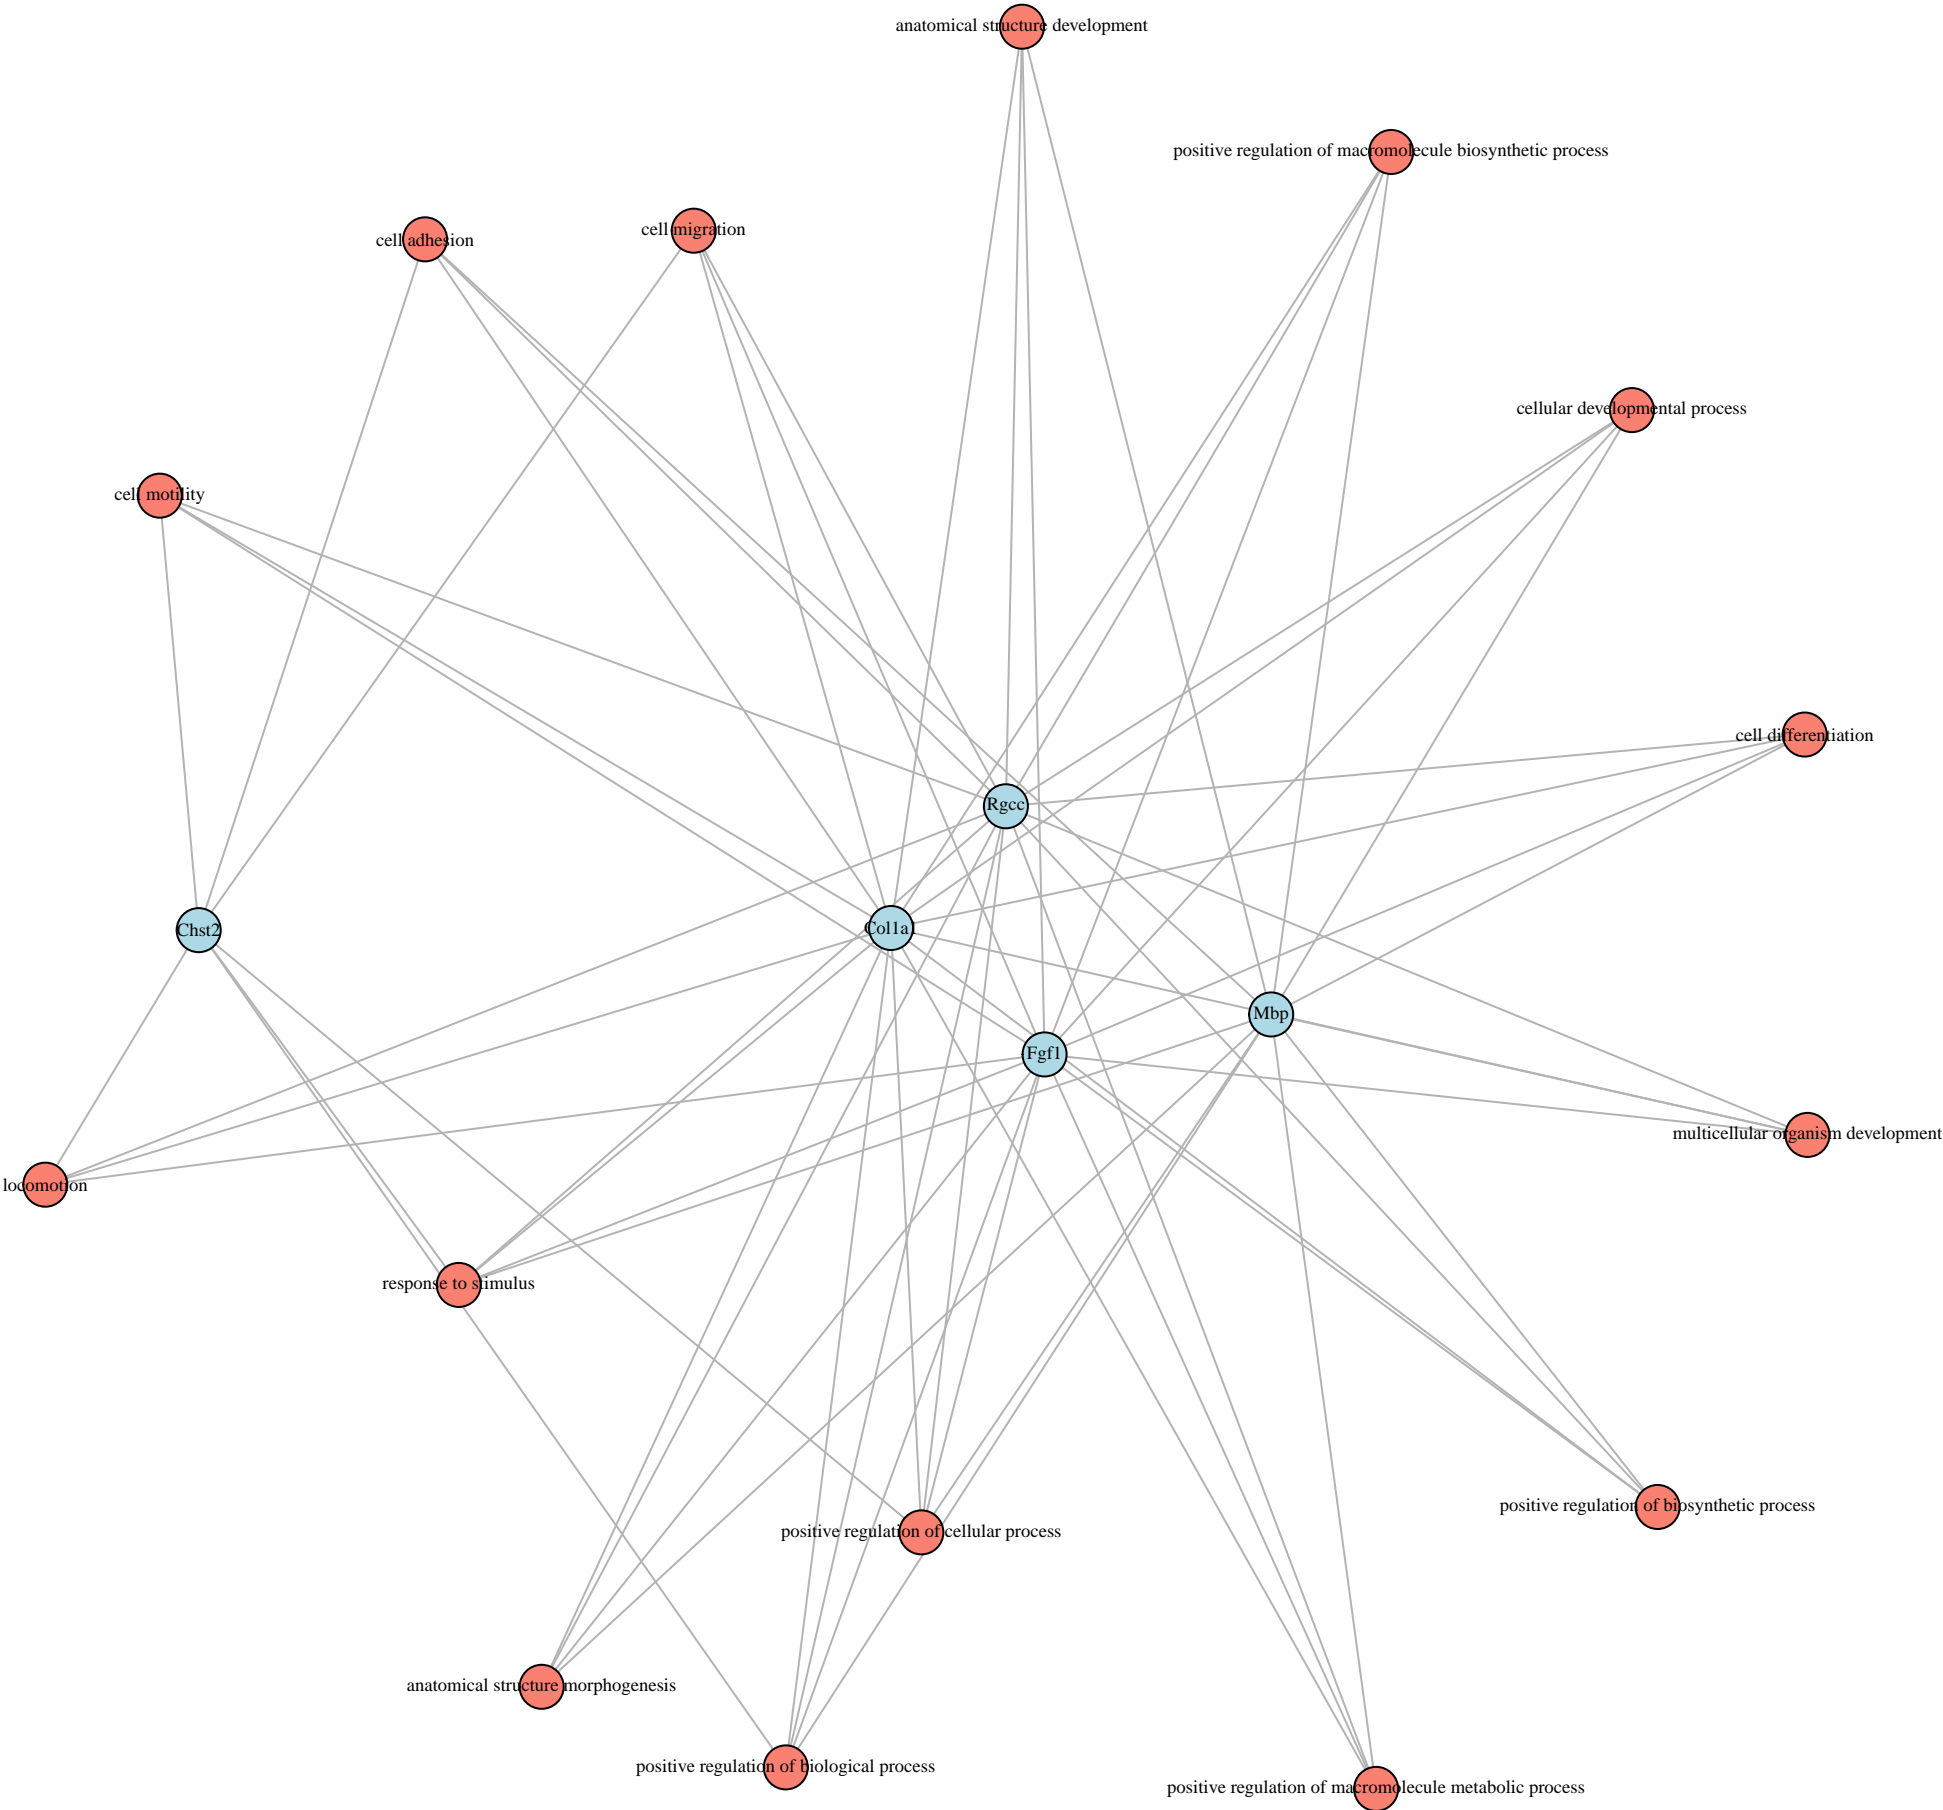 anatomical structure development
positive regulation of macromolecule biosynthetic process
cell migration
cell adhesion
cellular developmental process
cell motility
cell differentiation
Rgcc
Col1a1
Chst2
Mbp
Fgf1
multicellular organism development
locomotion
response to stimulus
positive regulation of biosynthetic process
positive regulation of cellular process
anatomical structure morphogenesis
positive regulation of biological process
positive regulation of macromolecule metabolic process